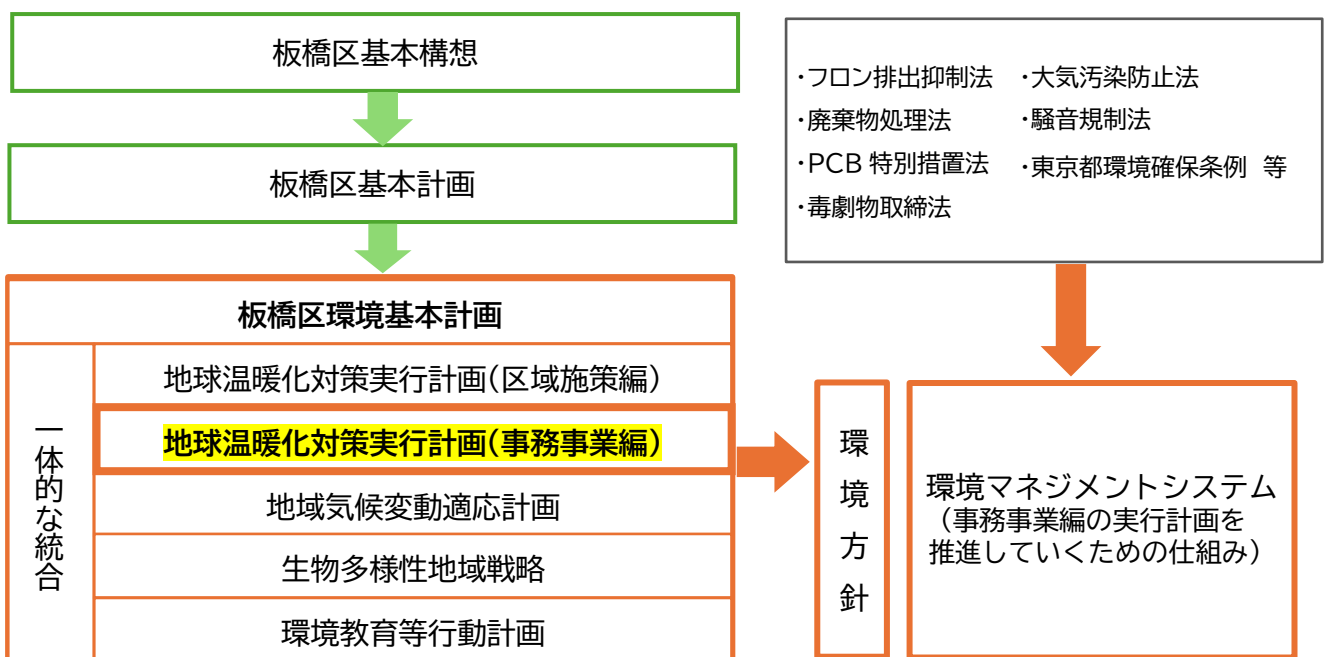 板橋区基本構想
板橋区基本計画
板橋区環境基本計画
一体的な統合
地球温暖化対策実行計画(区域施策編)
地球温暖化対策実行計画(事務事業編)
地域気候変動適応計画
生物多様性地域戦略
環境教育等行動計画
・フロン排出抑制法 ・大気汚染防止法
・廃棄物処理法 ・騒音規制法
・PCB 特別措置法 ・東京都環境確保条例 等
・毒劇物取締法
環境方針
環境マネジメントシステム
(事務事業編の実行計画を
推進していくための仕組み)